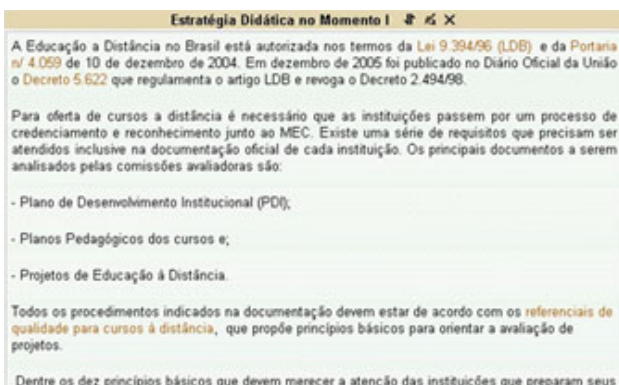 Estratégia Didática no Momento I
A Educação a Distância no Brasil está autorizada nos termos da Lei 9.394/96 (LDB) e da Portaria
n/ 4.059 de 10 de dezembro de 2004. Em dezembro de 2005 foi publicado no Diário Oficial da União
o Decreto 5.622 que regulamenta o artigo LDB e revoga o Decreto 2.494/98.
Para oferta de cursos a distância é necessário que as instituições passem por um processo de
credenciamento e reconhecimento junto ao MEC. Existe uma série de requisitos que precisam ser
atendidos inclusive na documentação oficial de cada instituição. Os principais documentos a serem
analisados pelas comissões avaliadoras são:
- Plano de Desenvolvimento Institucional (PDI);
- Planos Pedagógicos dos cursos e;
- Projetos de Educação à Distância.
Todos os procedimentos indicados na documentação devem estar de acordo com os referenciais de
qualidade para cursos à distância, que propõe princípios básicos para orientar a avaliação de
projetos.
Dentre os dez princípios básicos que devem merecer a atenção das instituições que preparam seus